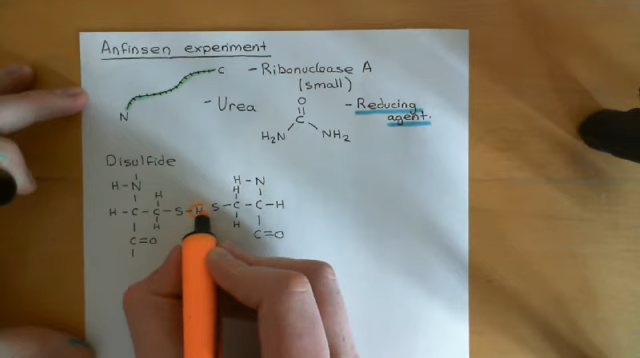 Anfinsen experiment
N C - Ribonuclease A
(small)
- Urea
O
C
H₂N NH₂
- Reducing
agent.
Disulfide
H-N H-N
H H
H-C-C-S-H S-C-C-H
H H
C=O C=O